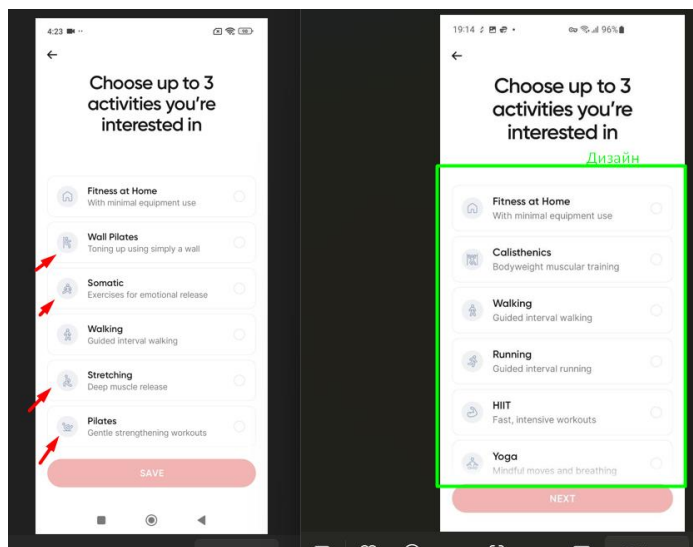 4:23
Choose up to 3
activities you're
interested in
Fitness at Home
With minimal equipment use
Wall Pilates
Toning up using simply a wall
Somatic
Exercises for emotional release
Walking
Guided interval walking
Stretching
Deep muscle release
Pilates
Gentle strengthening workouts
SAVE
19:14
96%
Choose up to 3
activities you're
interested in
Дизайн
Fitness at Home
With minimal equipment use
Calisthenics
Bodyweight muscular training
Walking
Guided interval walking
Running
Guided interval running
HIIT
Fast, intensive workouts
Yoga
Mindful moves and breathing
NEXT